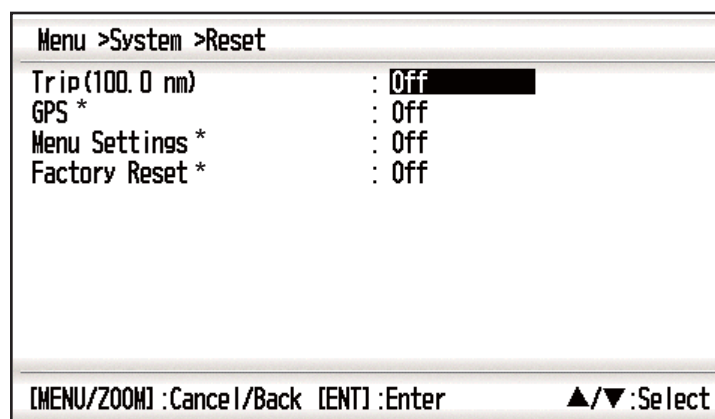 Menu >System >Reset
Trip(100.0 nm) : Off
GPS * : Off
Menu Settings * : Off
Factory Reset * : Off
[MENU/ZOOM] :Cancel/Back [ENT] :Enter ▲/▼:Select